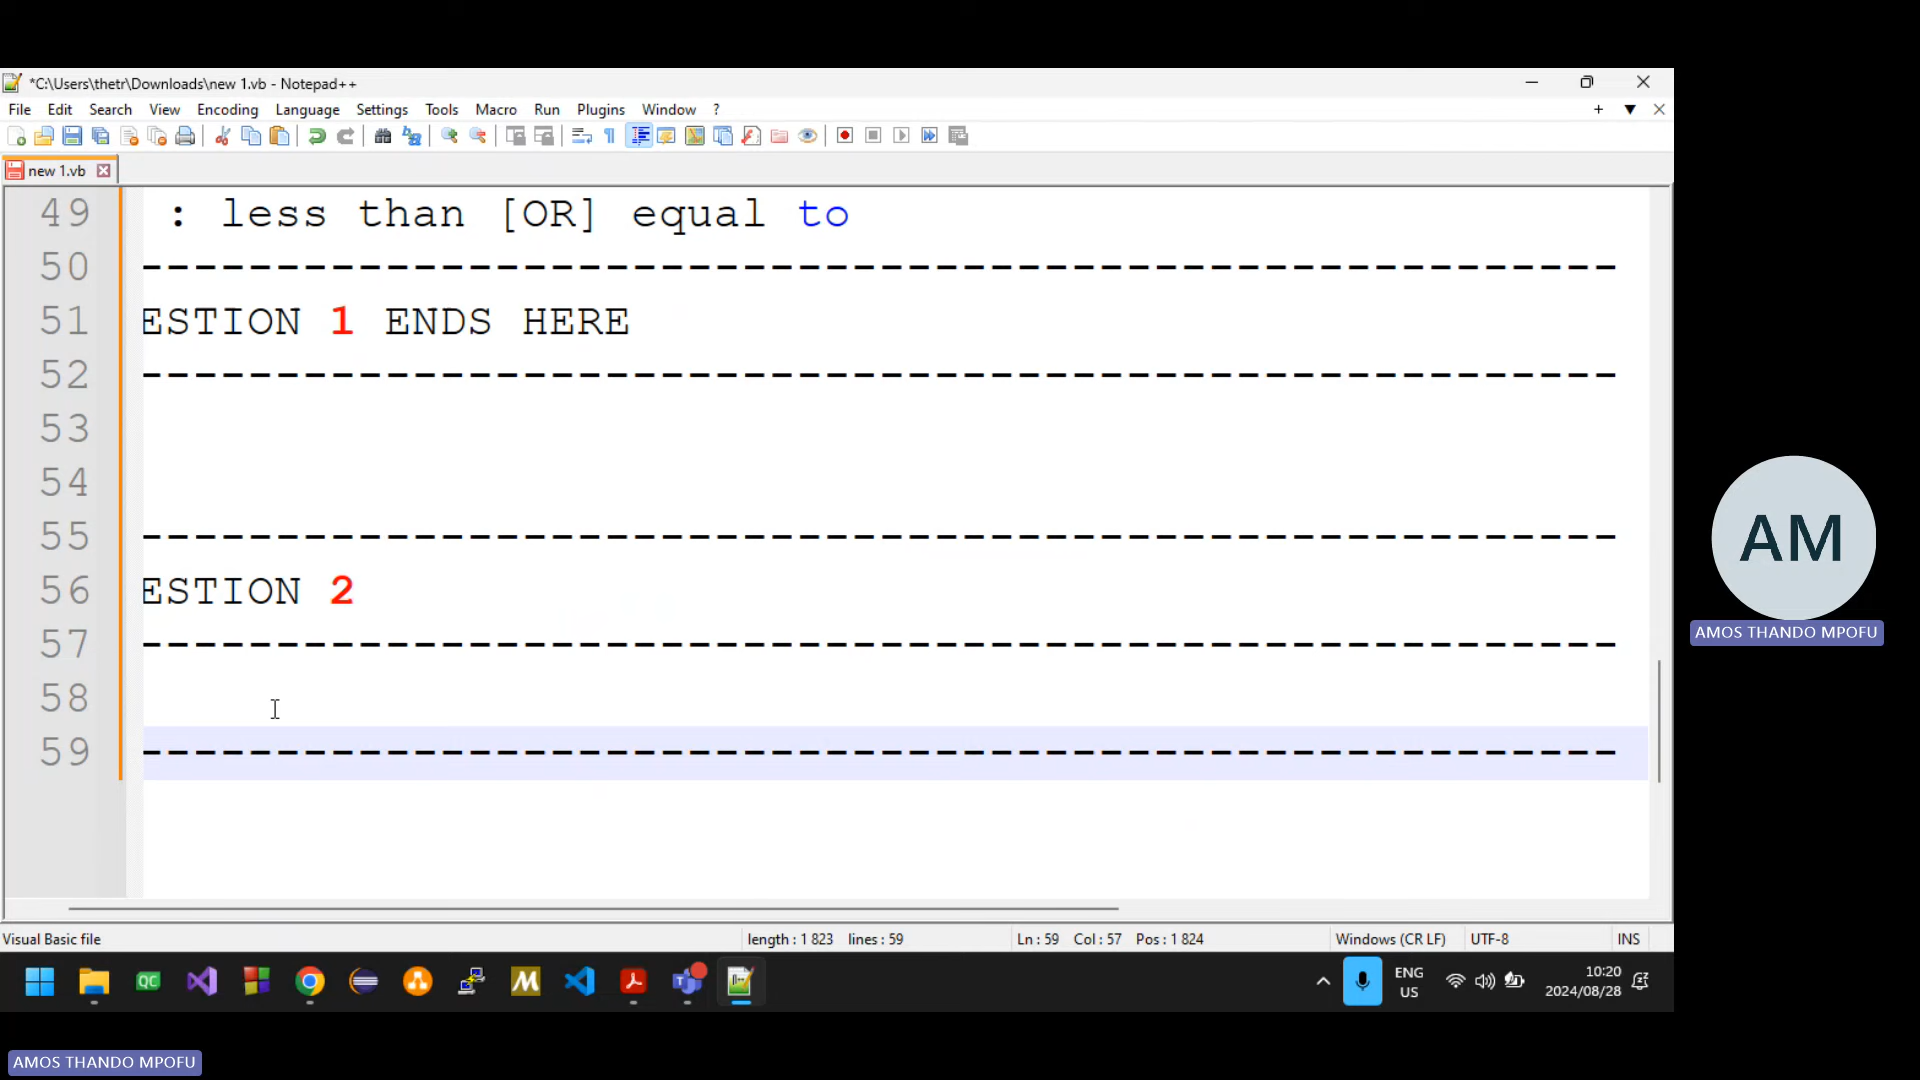 *C:\Users\thetr\Downloads\new 1.vb - Notepad++
File Edit Search View Encoding Language Settings Tools Macro Run Plugins Window ?
new 1.vb
49 : less than [OR] equal to
50 ------------------------------------------------------
51 ESTION 1 ENDS HERE
52 ------------------------------------------------------
53
54
55 ------------------------------------------------------
56 ESTION 2
57 ------------------------------------------------------
58
59 ------------------------------------------------------
Visual Basic file length : 1 823 lines : 59 Ln : 59 Col : 57 Pos : 1 824 Windows (CR LF) UTF-8 INS
QC
ENG
US
10:20
2024/08/28
AM
AMOS THANDO MPOFU
AMOS THANDO MPOFU